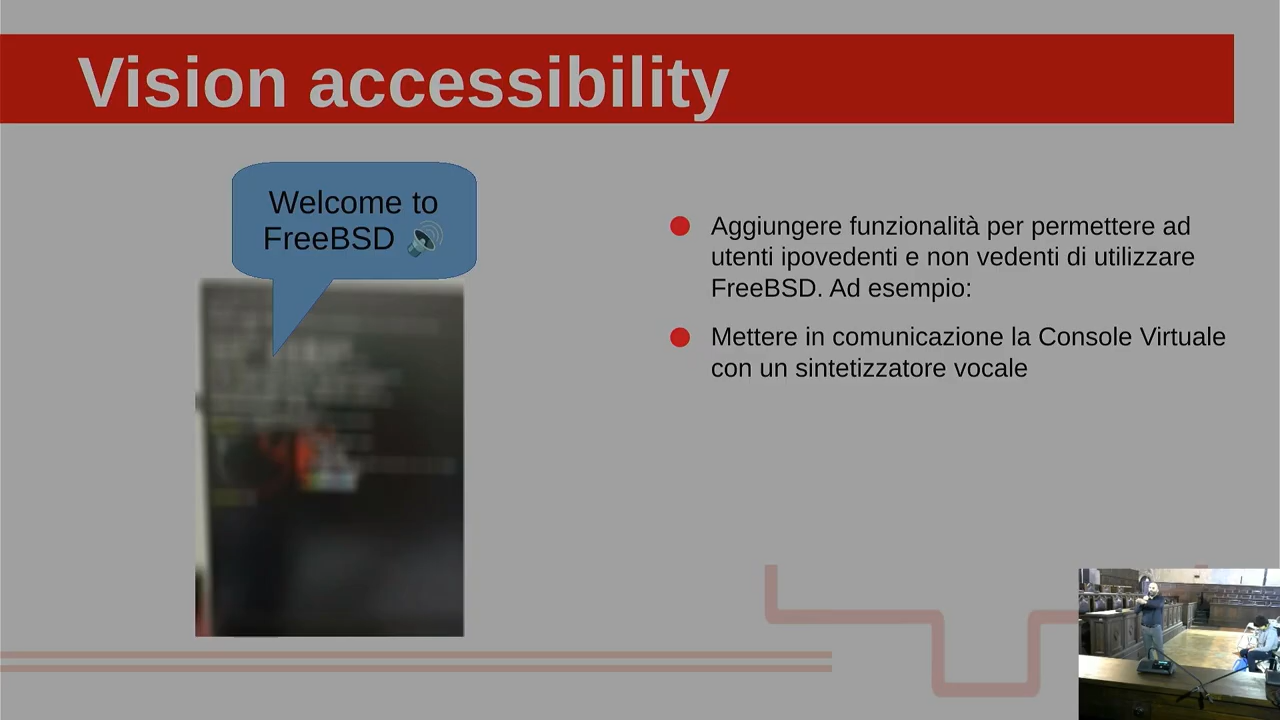 Vision accessibility
Welcome to
FreeBSD
Aggiungere funzionalità per permettere ad
utenti ipovedenti e non vedenti di utilizzare
FreeBSD. Ad esempio:
Mettere in comunicazione la Console Virtuale
con un sintetizzatore vocale